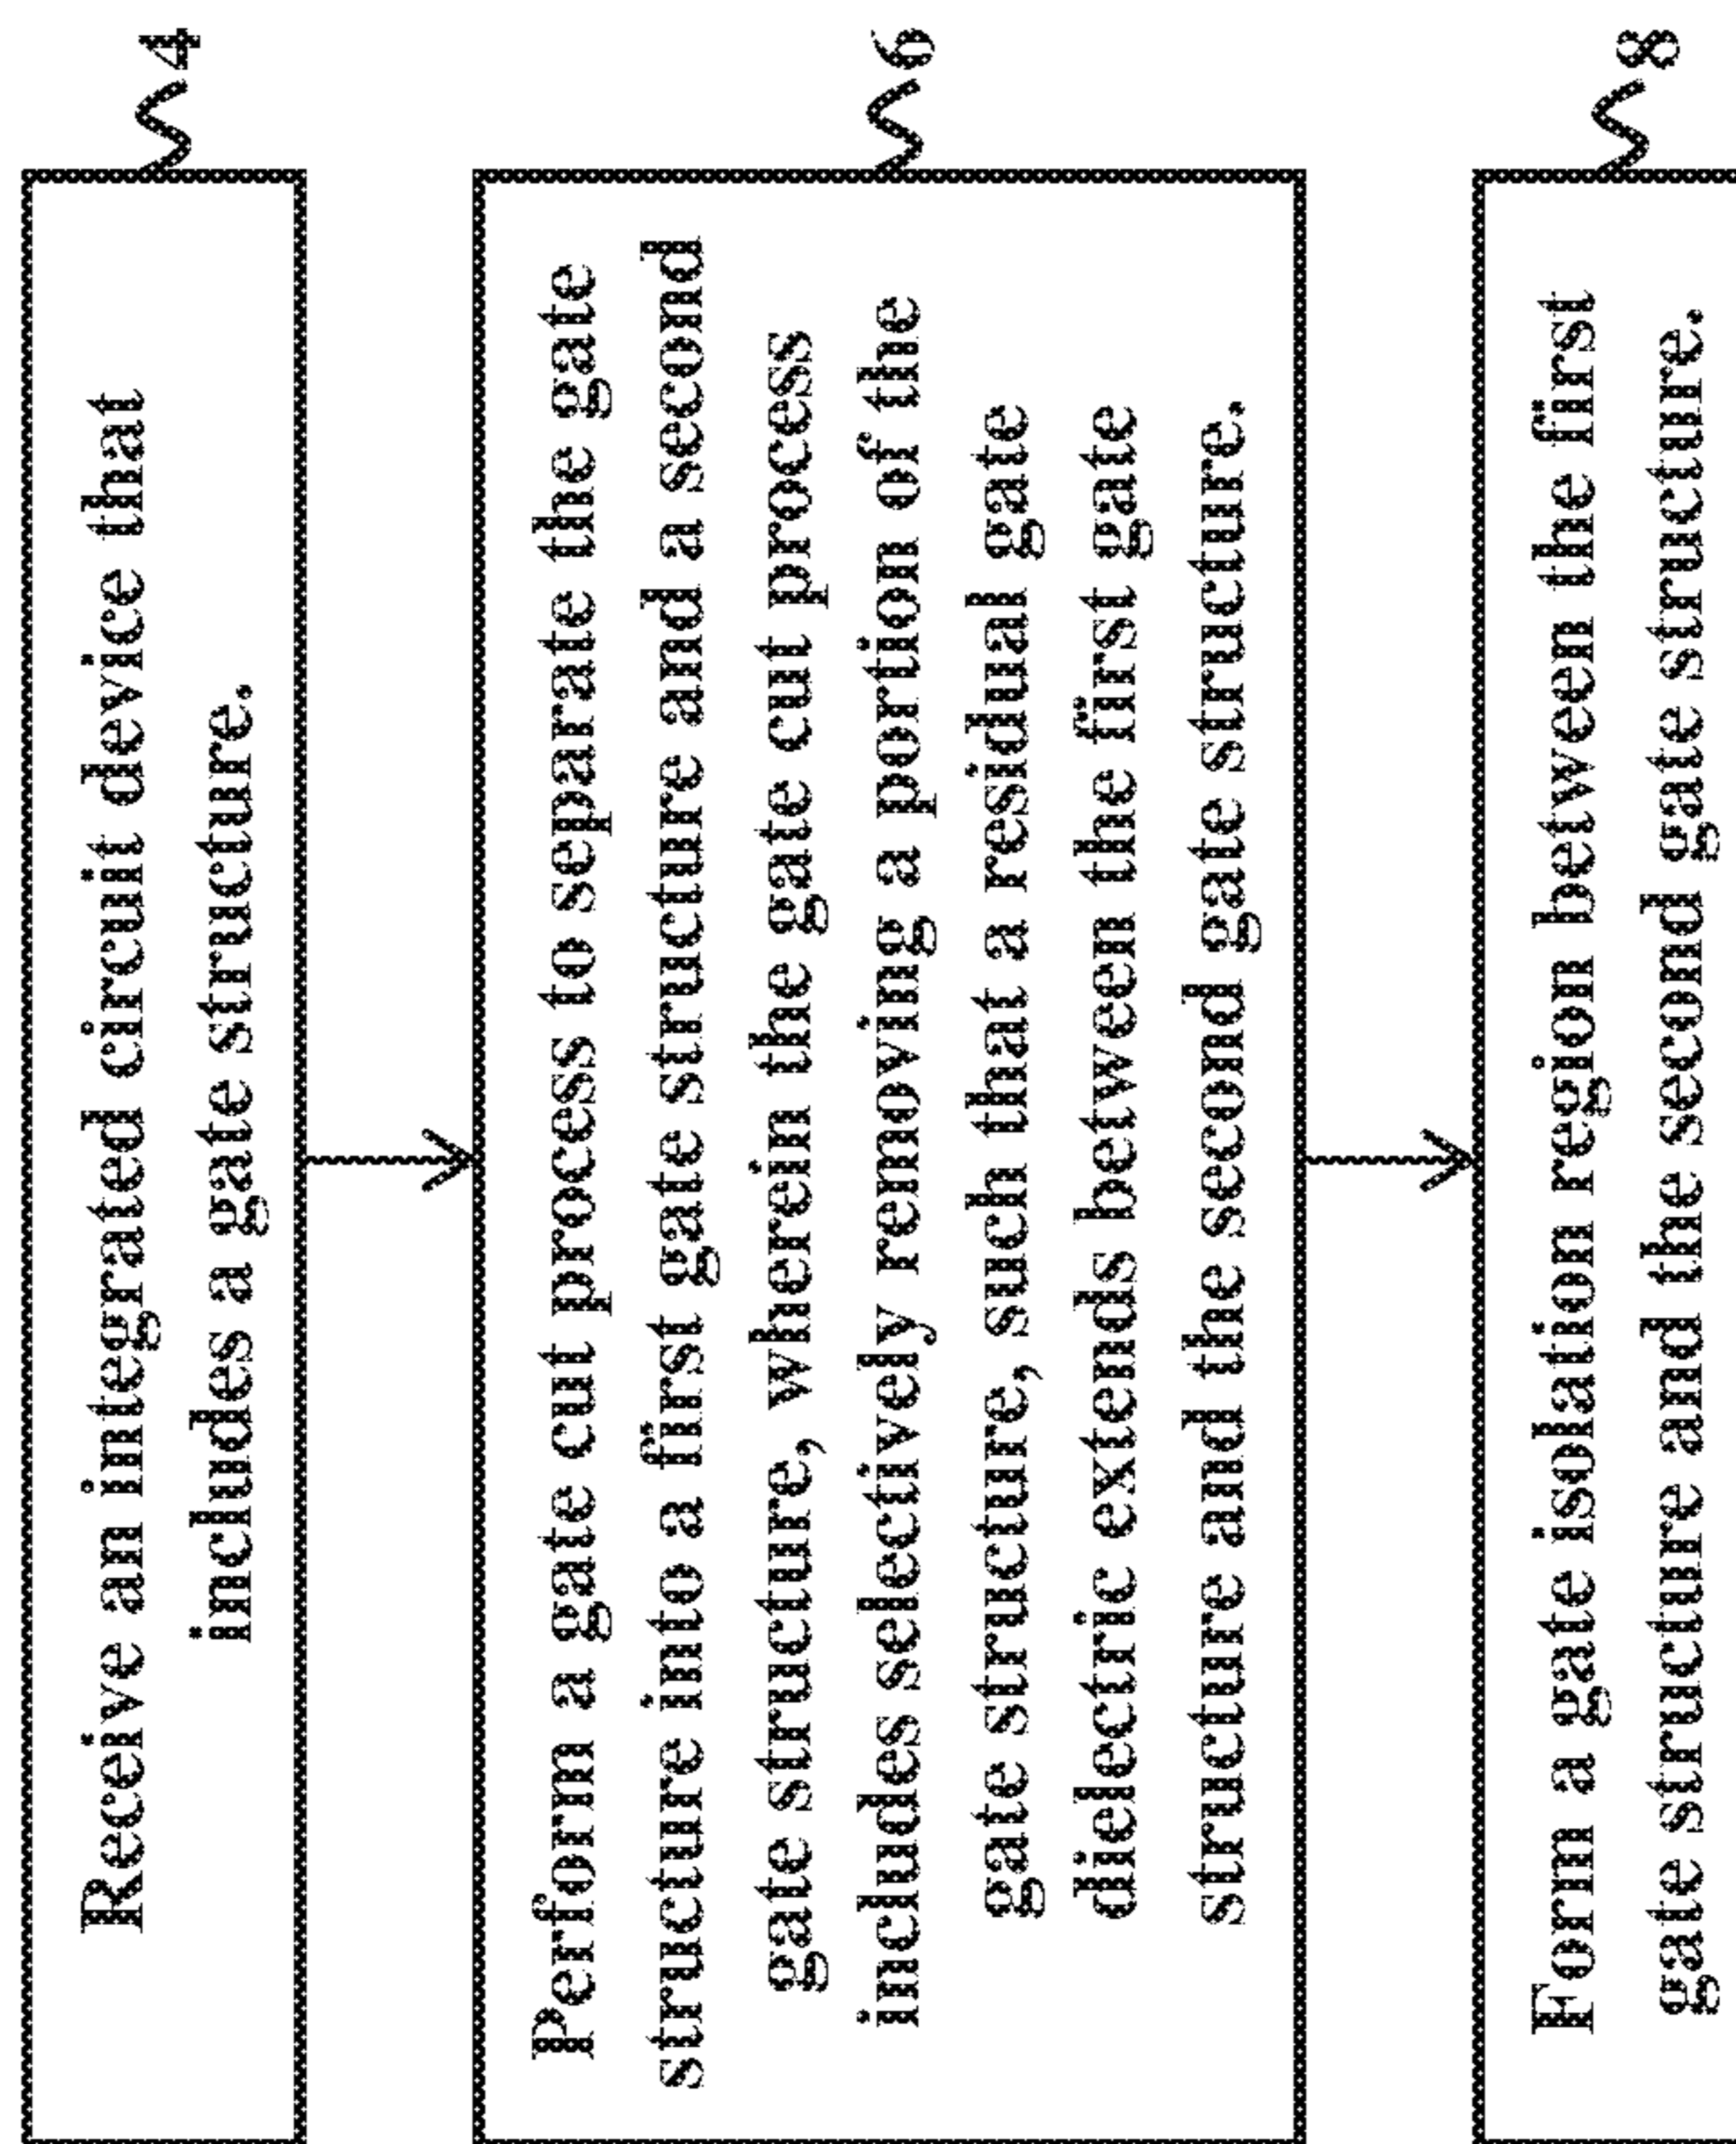 Receive an integrated circuit device that
includes a gate structure.
4
Perform a gate cut process to separate the gate
structure into a first gate structure and a second
gate structure, wherein the gate cut process
includes selectively removing a portion of the
gate structure, such that a residual gate
dielectric extends between the first gate
structure and the second gate structure.
6
Form a gate isolation region between the first
gate structure and the second gate structure.
8